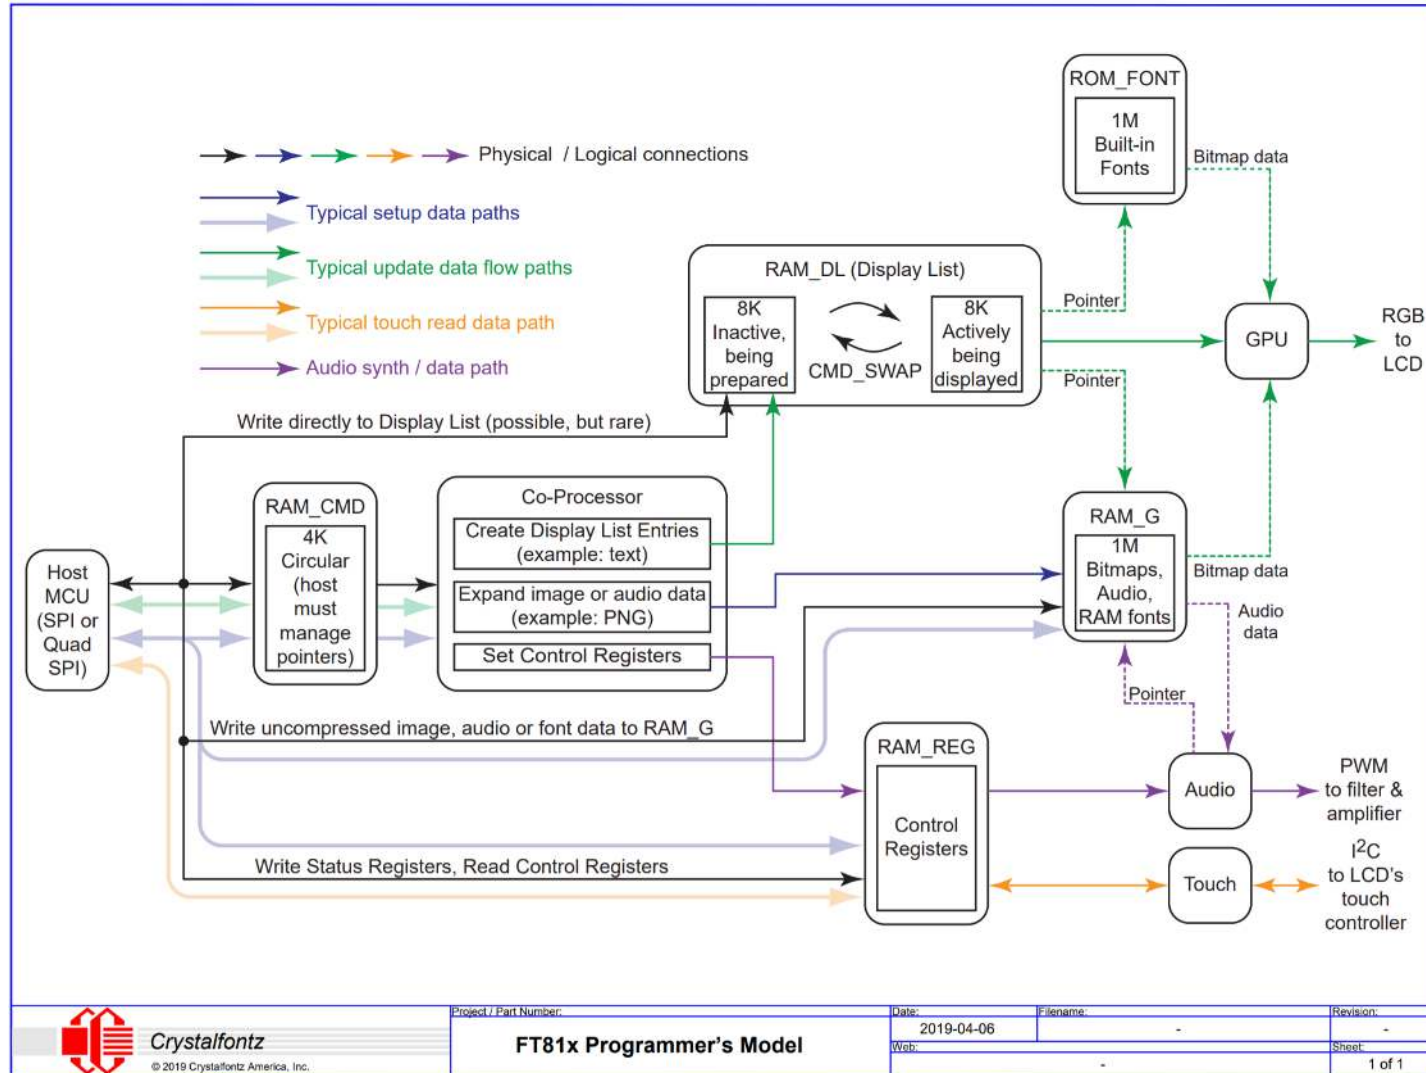 ROM_FONT
1M
Built-in
Fonts
Bitmap data
Physical / Logical connections
Typical setup data paths
Typical update data flow paths
Typical touch read data path
Audio synth / data path
RAM_DL (Display List)
8K
Inactive,
being
prepared
CMD_SWAP
8K
Actively
being
displayed
Pointer
Pointer
GPU
RGB
to
LCD
Write directly to Display List (possible, but rare)
Host
MCU
(SPI or
Quad
SPI)
RAM_CMD
4K
Circular
(host
must
manage
pointers)
Co-Processor
Create Display List Entries
(example: text)
Expand image or audio data
(example: PNG)
Set Control Registers
RAM_G
1M
Bitmaps,
Audio,
RAM fonts
Bitmap data
Audio
data
Pointer
Write uncompressed image, audio or font data to RAM_G
RAM_REG
Control
Registers
Audio
PWM
to filter &
amplifier
Write Status Registers, Read Control Registers
Touch
I²C
to LCD's
touch
controller
Crystalfontz
© 2019 Crystalfontz America, Inc.
Project / Part Number:
FT81x Programmer's Model
Date:
2019-04-06
Filename:
-
Revision:
-
Web:
-
Sheet:
1 of 1